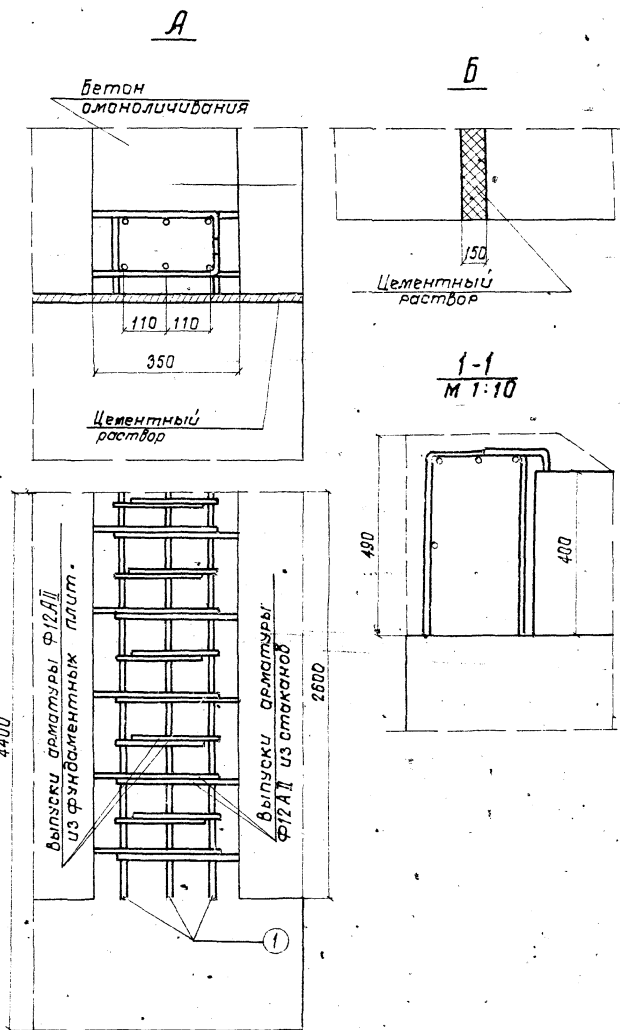 А
Бетон
омоноличивания
110
110
350
Цементный
раствор
Б
150
Цементный
раствор
1-1
М 1:10
490
400
4400
Выпуски арматуры Ф12АII
из фундаментных плит
Выпуски арматуры
Ф12АII из стаканов
2600
1